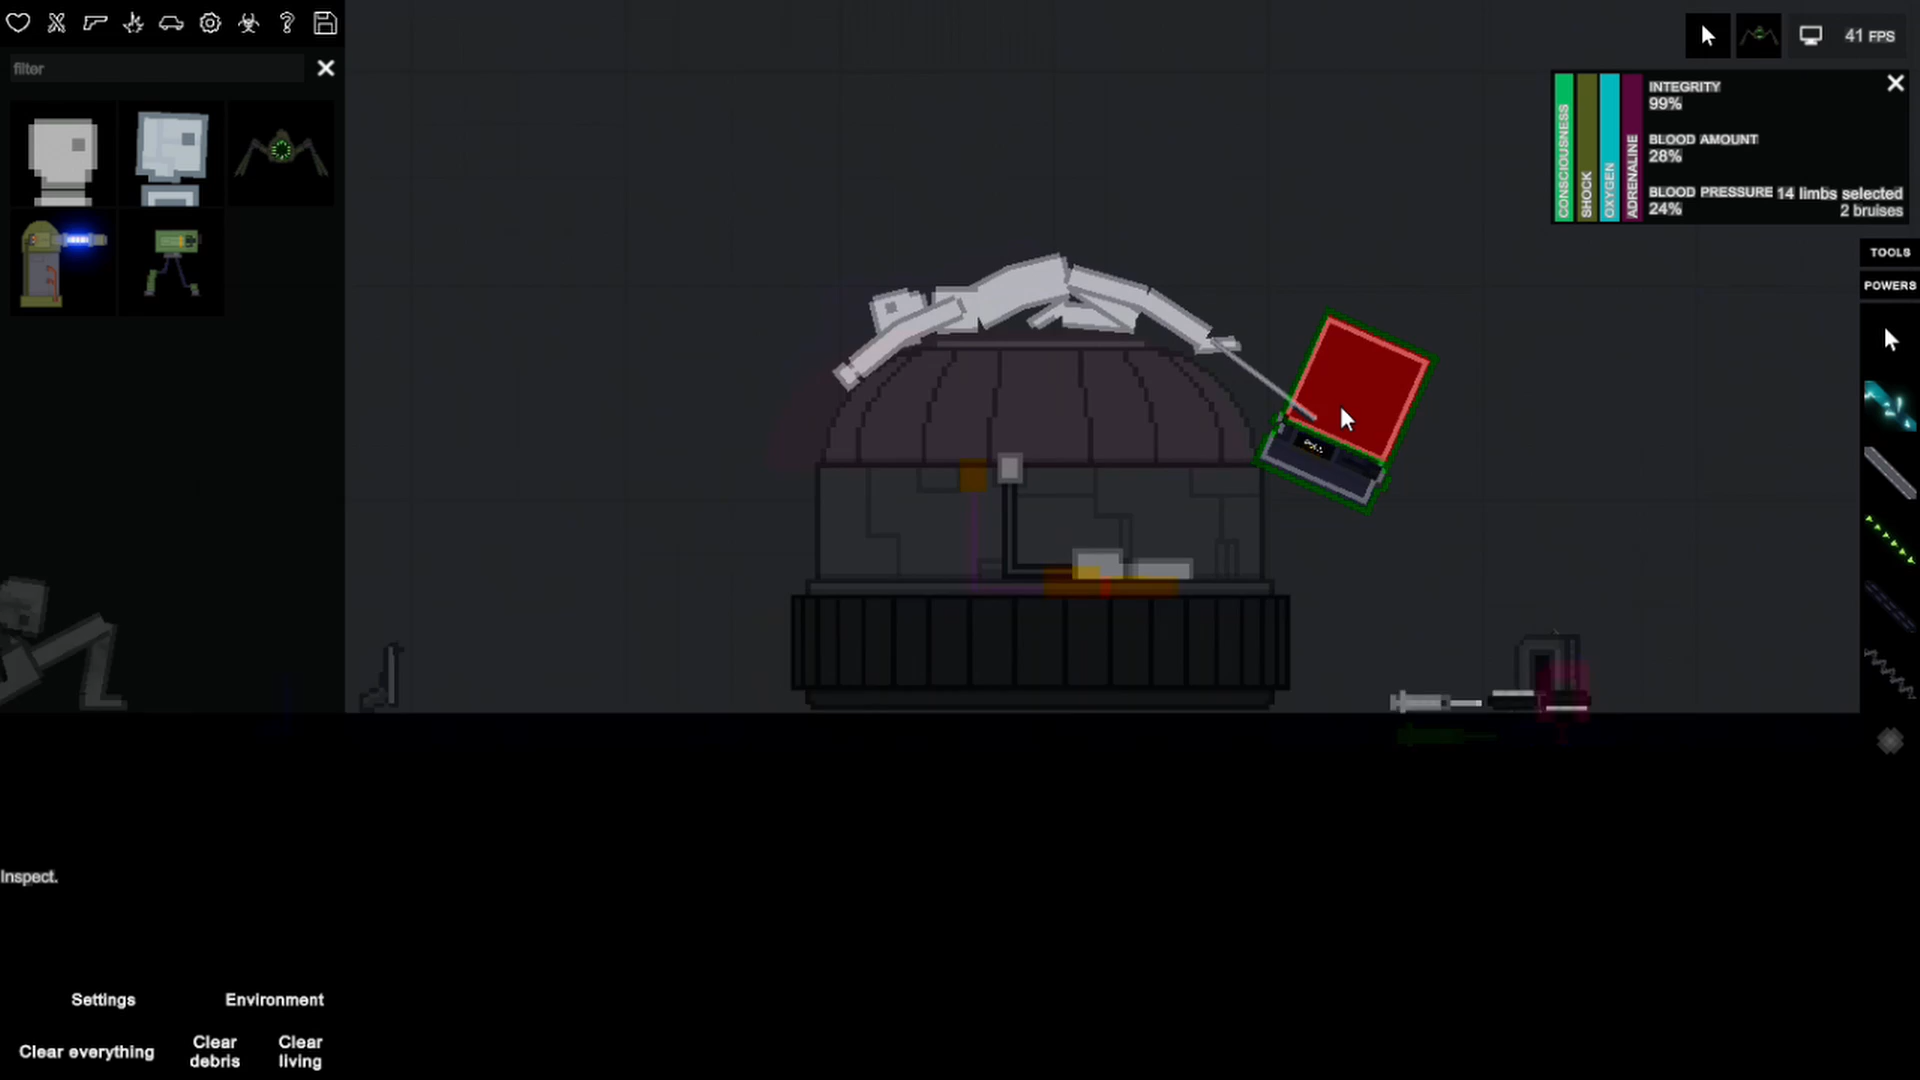 41 FPS
filter
INTEGRITY
99%
BLOOD AMOUNT
28%
BLOOD PRESSURE 14 limbs selected
24% 2 bruises
CONSCIOUSNESS
SHOCK
OXYGEN
ADRENALINE
TOOLS
POWERS
Inspect.
Settings Environment
Clear everything
Clear debris
Clear living